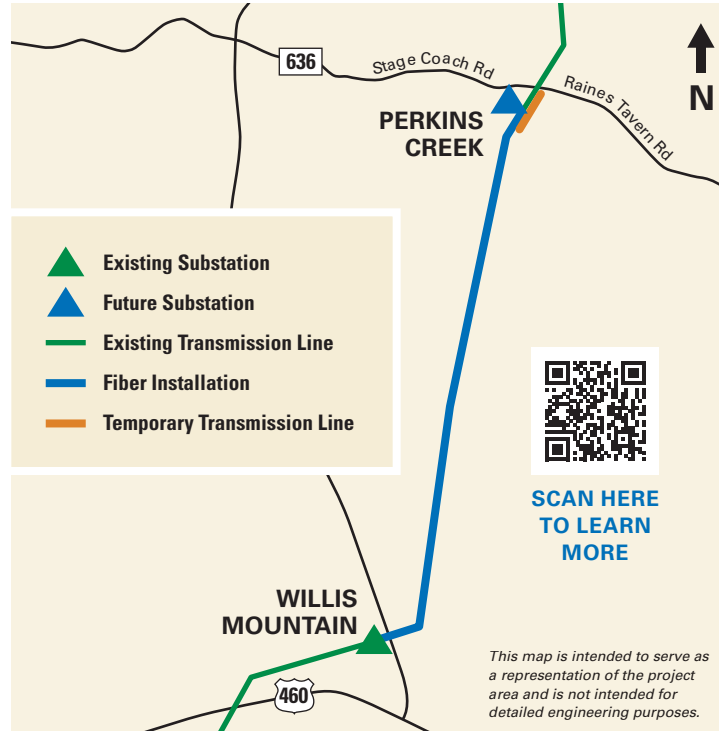 636
Stage Coach Rd
Raines Tavern Rd
N
PERKINS
CREEK
Existing Substation
Future Substation
Existing Transmission Line
Fiber Installation
Temporary Transmission Line
SCAN HERE
TO LEARN
MORE
WILLIS
MOUNTAIN
460
This map is intended to serve as
a representation of the project
area and is not intended for
detailed engineering purposes.